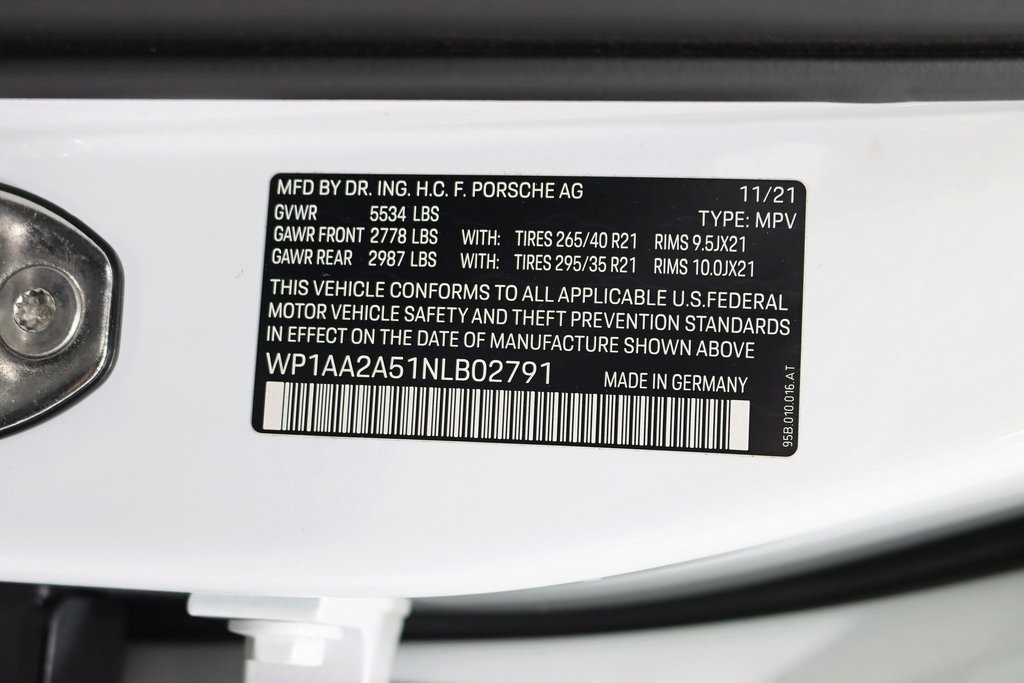 MFD BY DR. ING. H.C. F. PORSCHE AG 11/21
GVWR 5534 LBS TYPE: MPV
GAWR FRONT 2778 LBS WITH: TIRES 265/40 R21 RIMS 9.5JX21
GAWR REAR 2987 LBS WITH: TIRES 295/35 R21 RIMS 10.0JX21
THIS VEHICLE CONFORMS TO ALL APPLICABLE U.S.FEDERAL
MOTOR VEHICLE SAFETY AND THEFT PREVENTION STANDARDS
IN EFFECT ON THE DATE OF MANUFACTURE SHOWN ABOVE
WP1AA2A51NLB02791 MADE IN GERMANY
95B.010.016.AT